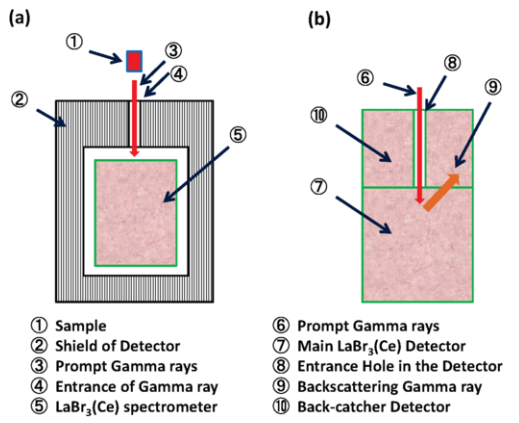 (a)
(b)
①
③
④
②
⑤
⑥
⑧
⑨
⑩
⑦
① Sample
② Shield of Detector
③ Prompt Gamma rays
④ Entrance of Gamma ray
⑤ LaBr₃(Ce) spectrometer
⑥ Prompt Gamma rays
⑦ Main LaBr₃(Ce) Detector
⑧ Entrance Hole in the Detector
⑨ Backscattering Gamma ray
⑩ Back-catcher Detector